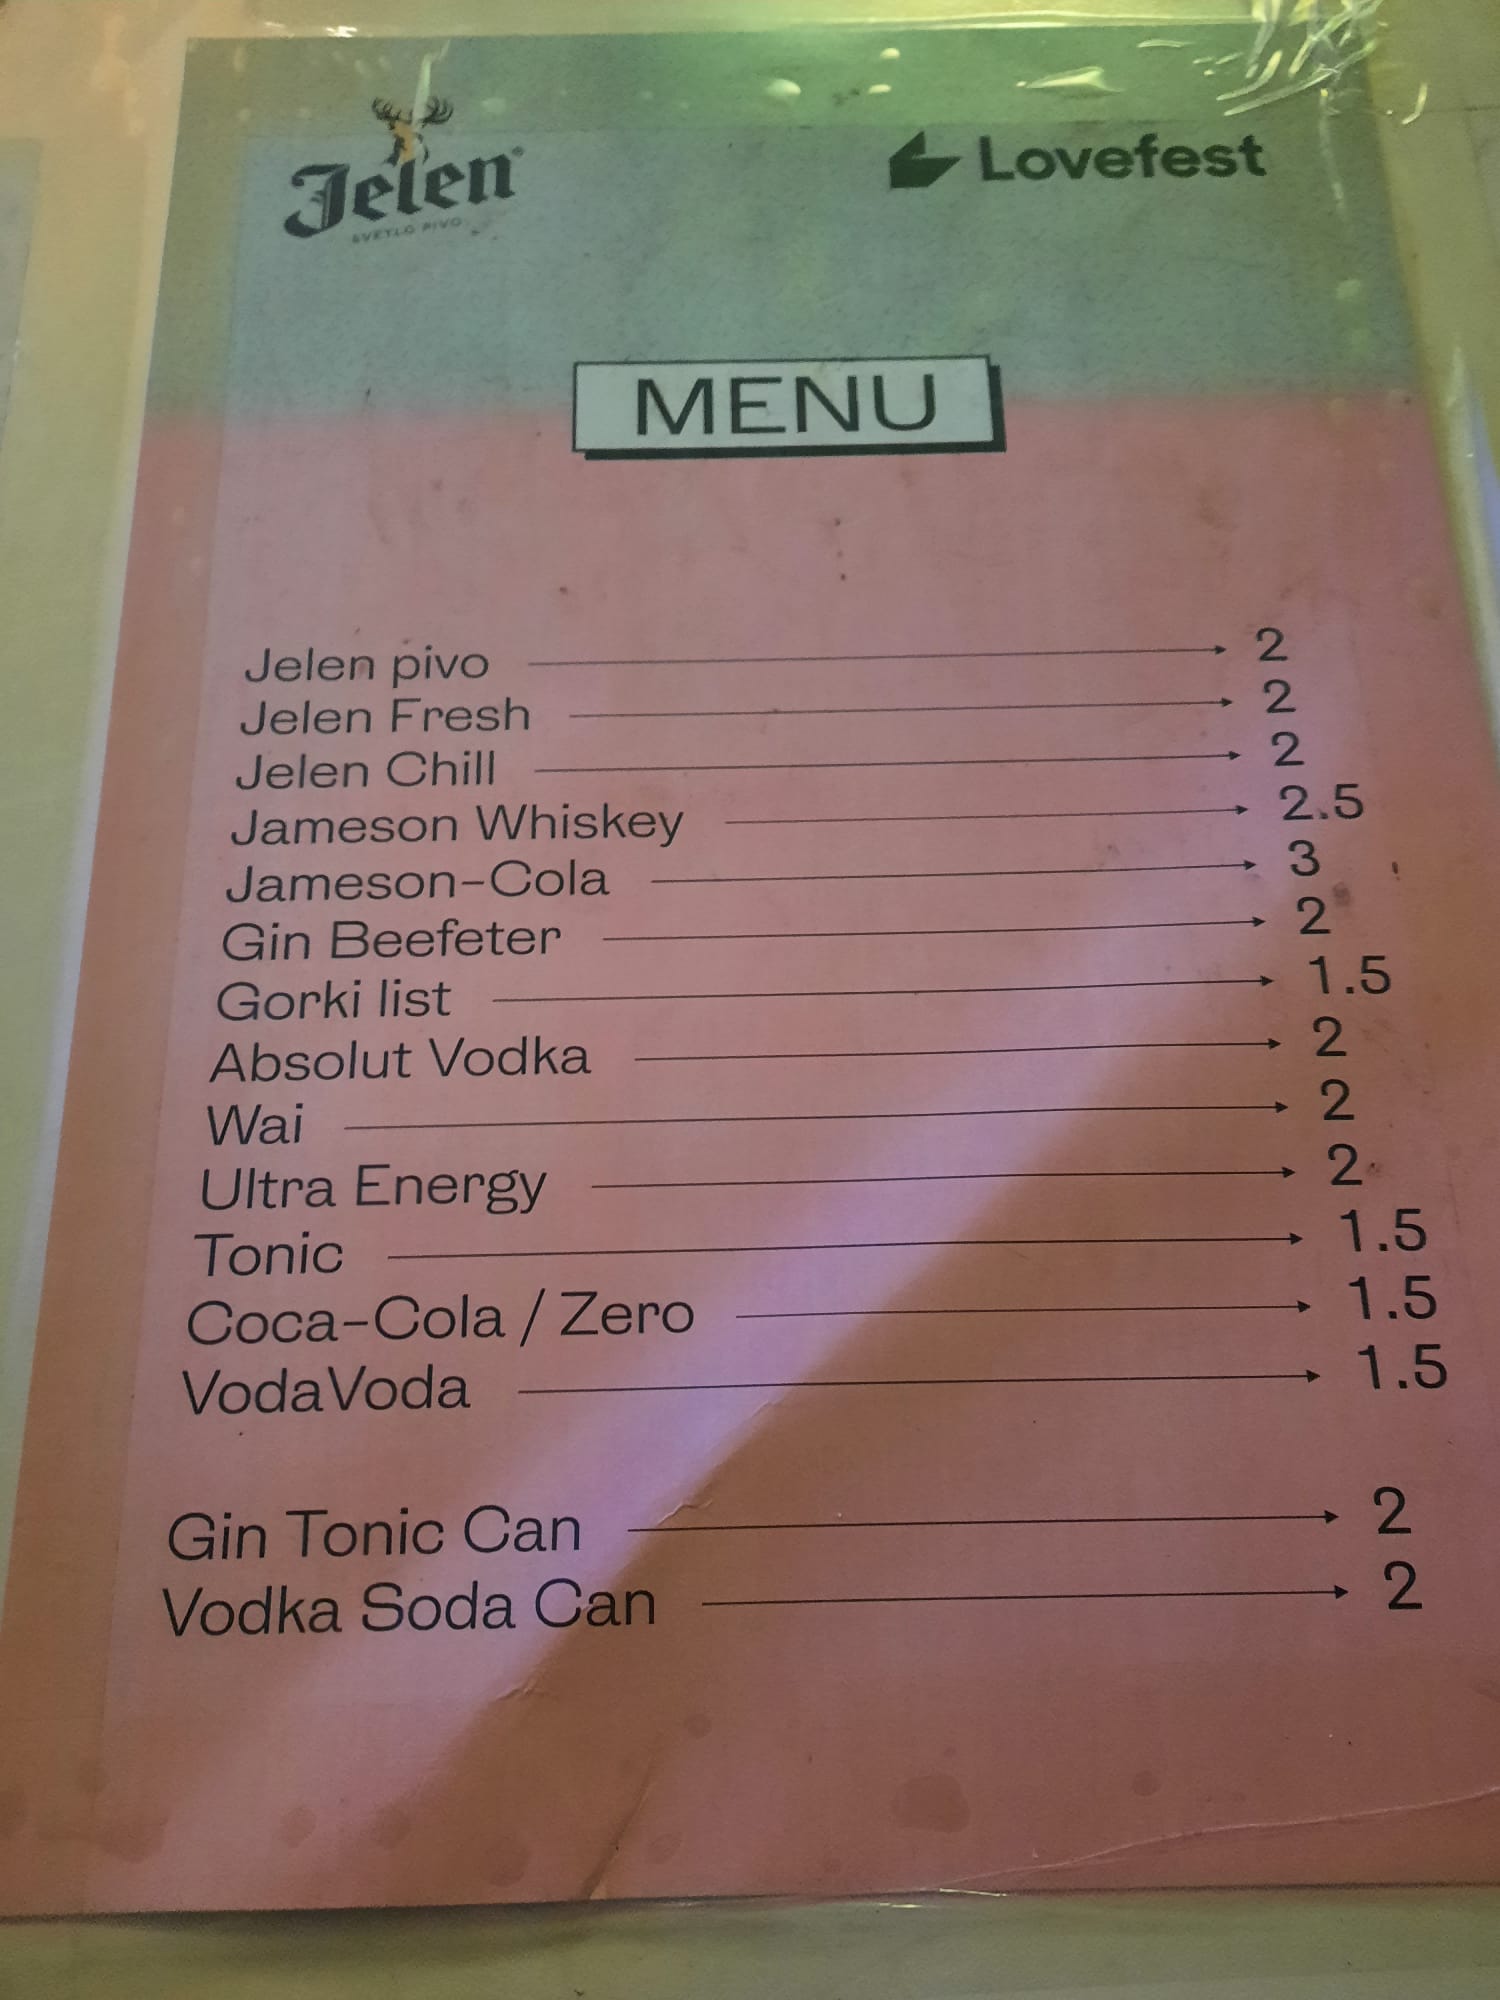 Jelen
SVETLO PIVO
Lovefest
MENU
Jelen pivo 2
Jelen Fresh 2
Jelen Chill 2
Jameson Whiskey 2.5
Jameson-Cola 3
Gin Beefeter 2
Gorki list 1.5
Absolut Vodka 2
Wai 2
Ultra Energy 2
Tonic 1.5
Coca-Cola / Zero 1.5
VodaVoda 1.5
Gin Tonic Can 2
Vodka Soda Can 2